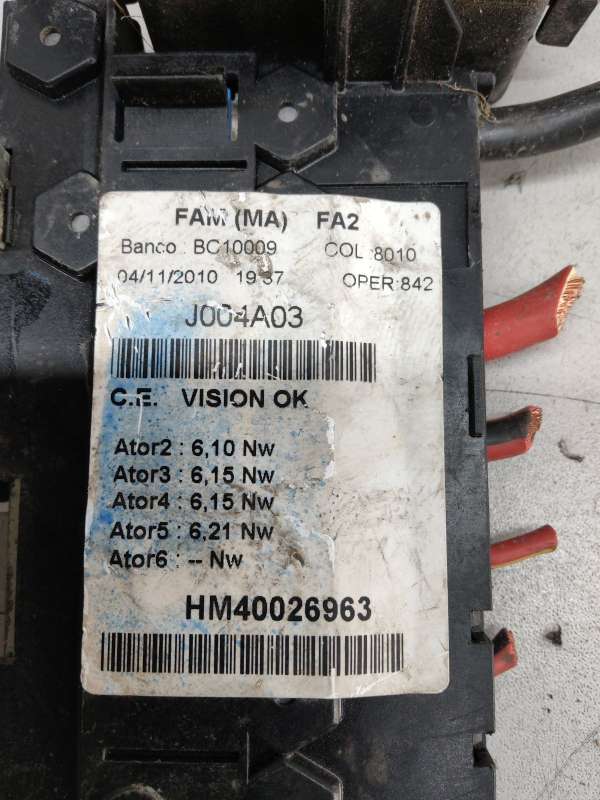 FAM (MA) FA2
Banco : BC10009 COL :8010
04/11/2010 19:37 OPER:842
J004A03
C.E. VISION OK
Ator2 : 6,10 Nw
Ator3 : 6,15 Nw
Ator4 : 6,15 Nw
Ator5 : 6,21 Nw
Ator6 : -- Nw
HM40026963